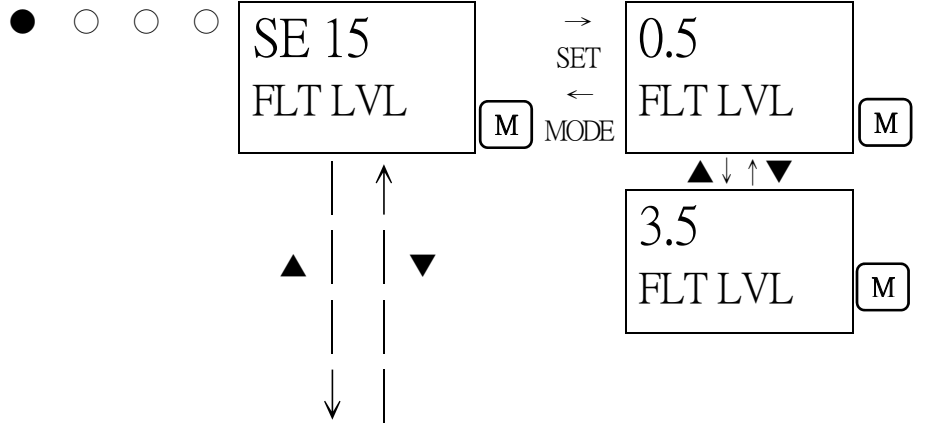 SE 15
FLT LVL
M
→
SET
←
MODE
0.5
FLT LVL
M
▲↓ ↑▼
3.5
FLT LVL
M
▲ ▼